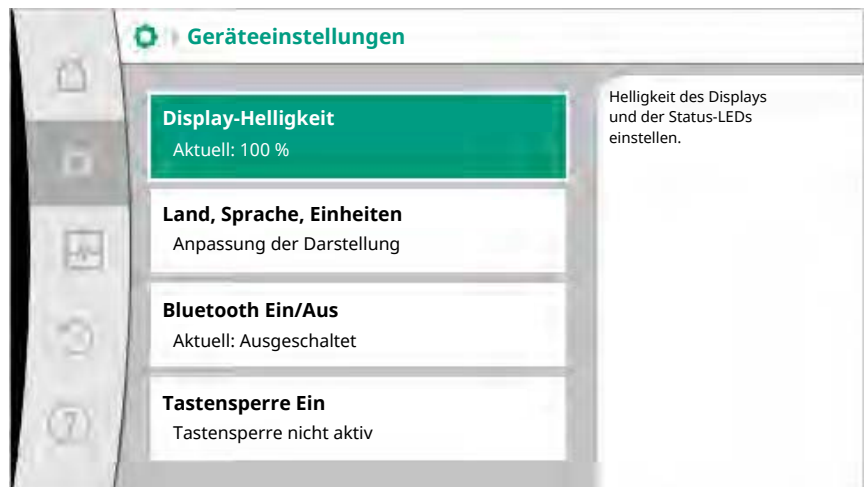 Geräteeinstellungen
Display-Helligkeit
Aktuell: 100 %
Land, Sprache, Einheiten
Anpassung der Darstellung
Bluetooth Ein/Aus
Aktuell: Ausgeschaltet
Tastensperre Ein
Tastensperre nicht aktiv
Helligkeit des Displays
und der Status-LEDs
einstellen.